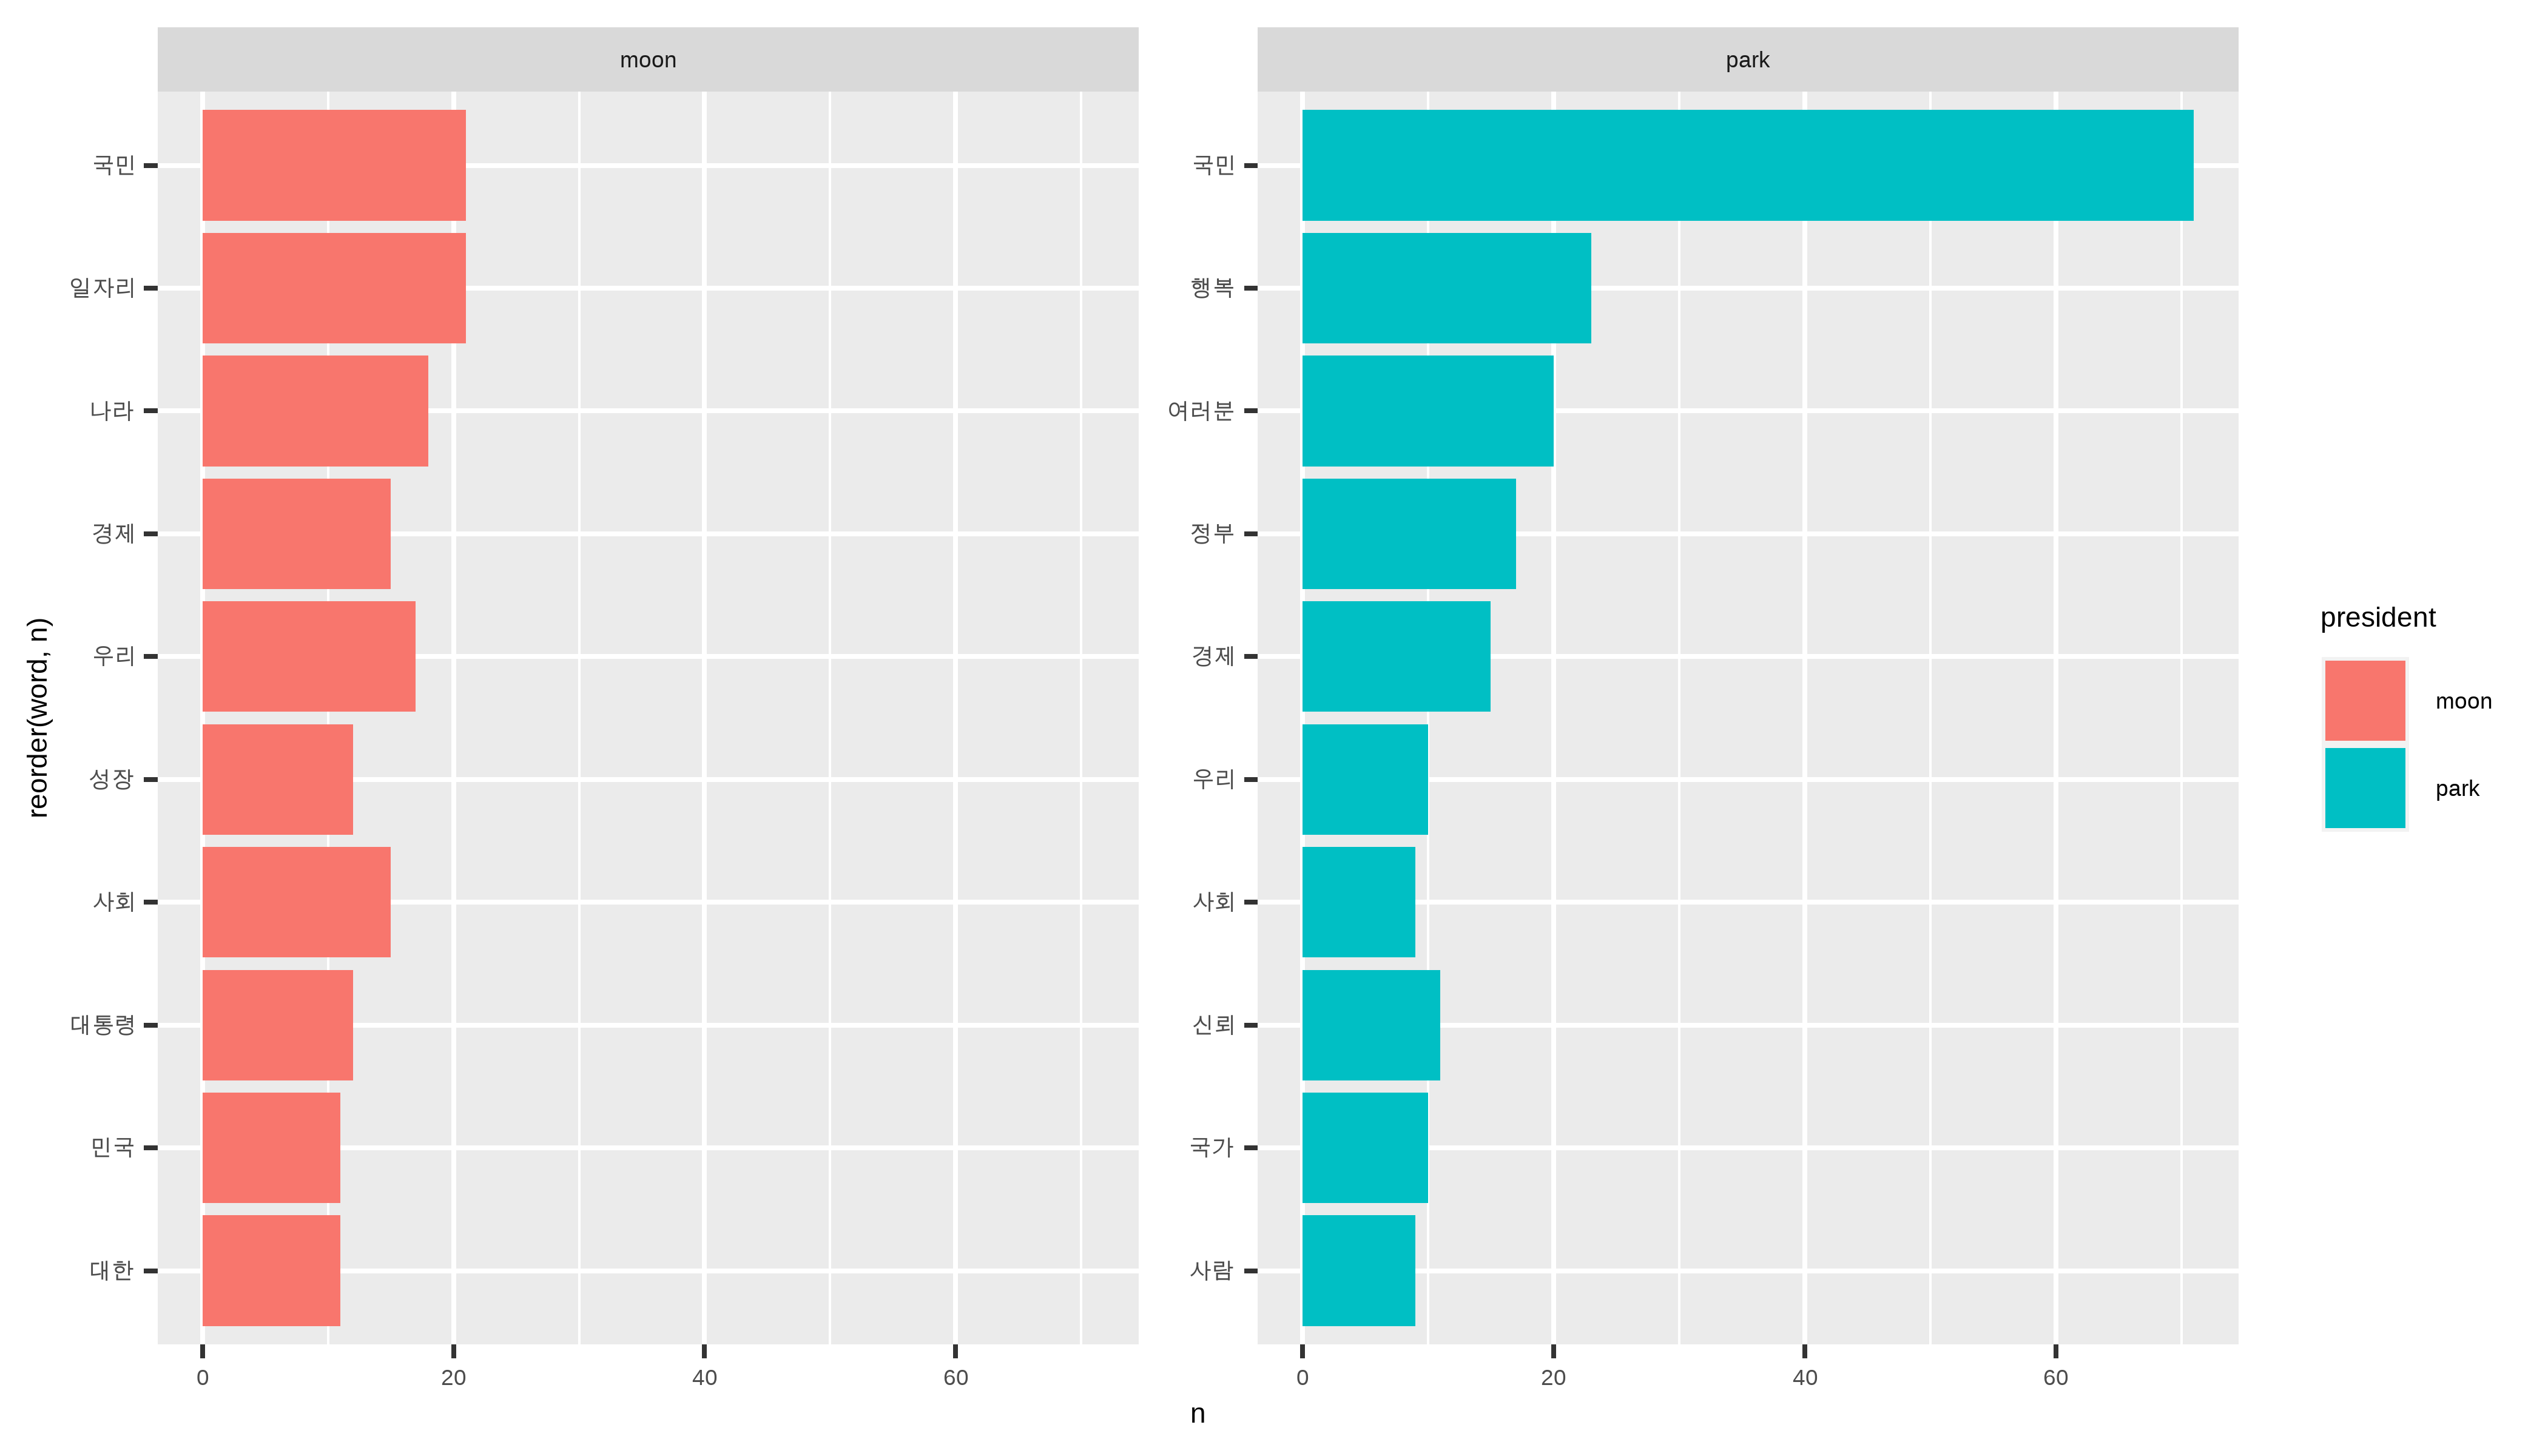 moon
국민
일자리
나라
경제
우리
성장
사회
대통령
민국
대한
0 20 40 60
park
국민
행복
여러분
정부
경제
우리
사회
신뢰
국가
사람
0 20 40 60
n
reorder(word, n)
president
moon
park